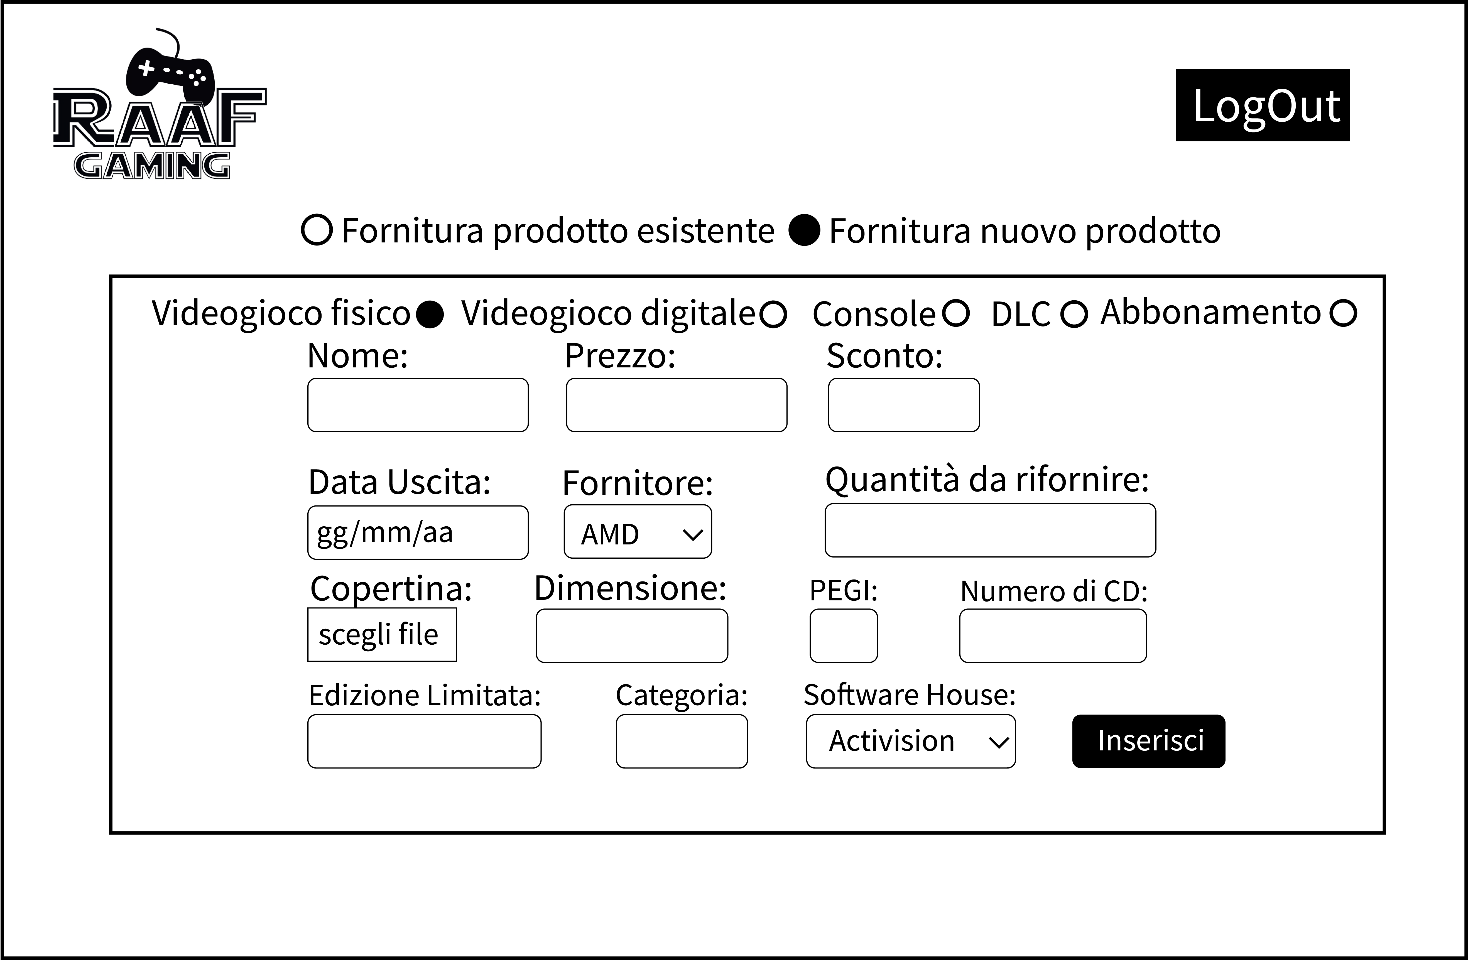 RAAF
GAMING
LogOut
Fornitura prodotto esistente Fornitura nuovo prodotto
Videogioco fisico Videogioco digitale Console DLC Abbonamento
Nome: Prezzo: Sconto:
Data Uscita: Fornitore: Quantità da rifornire:
gg/mm/aa AMD
Copertina: Dimensione: PEGI: Numero di CD:
scegli file
Edizione Limitata: Categoria: Software House:
Activision Inserisci